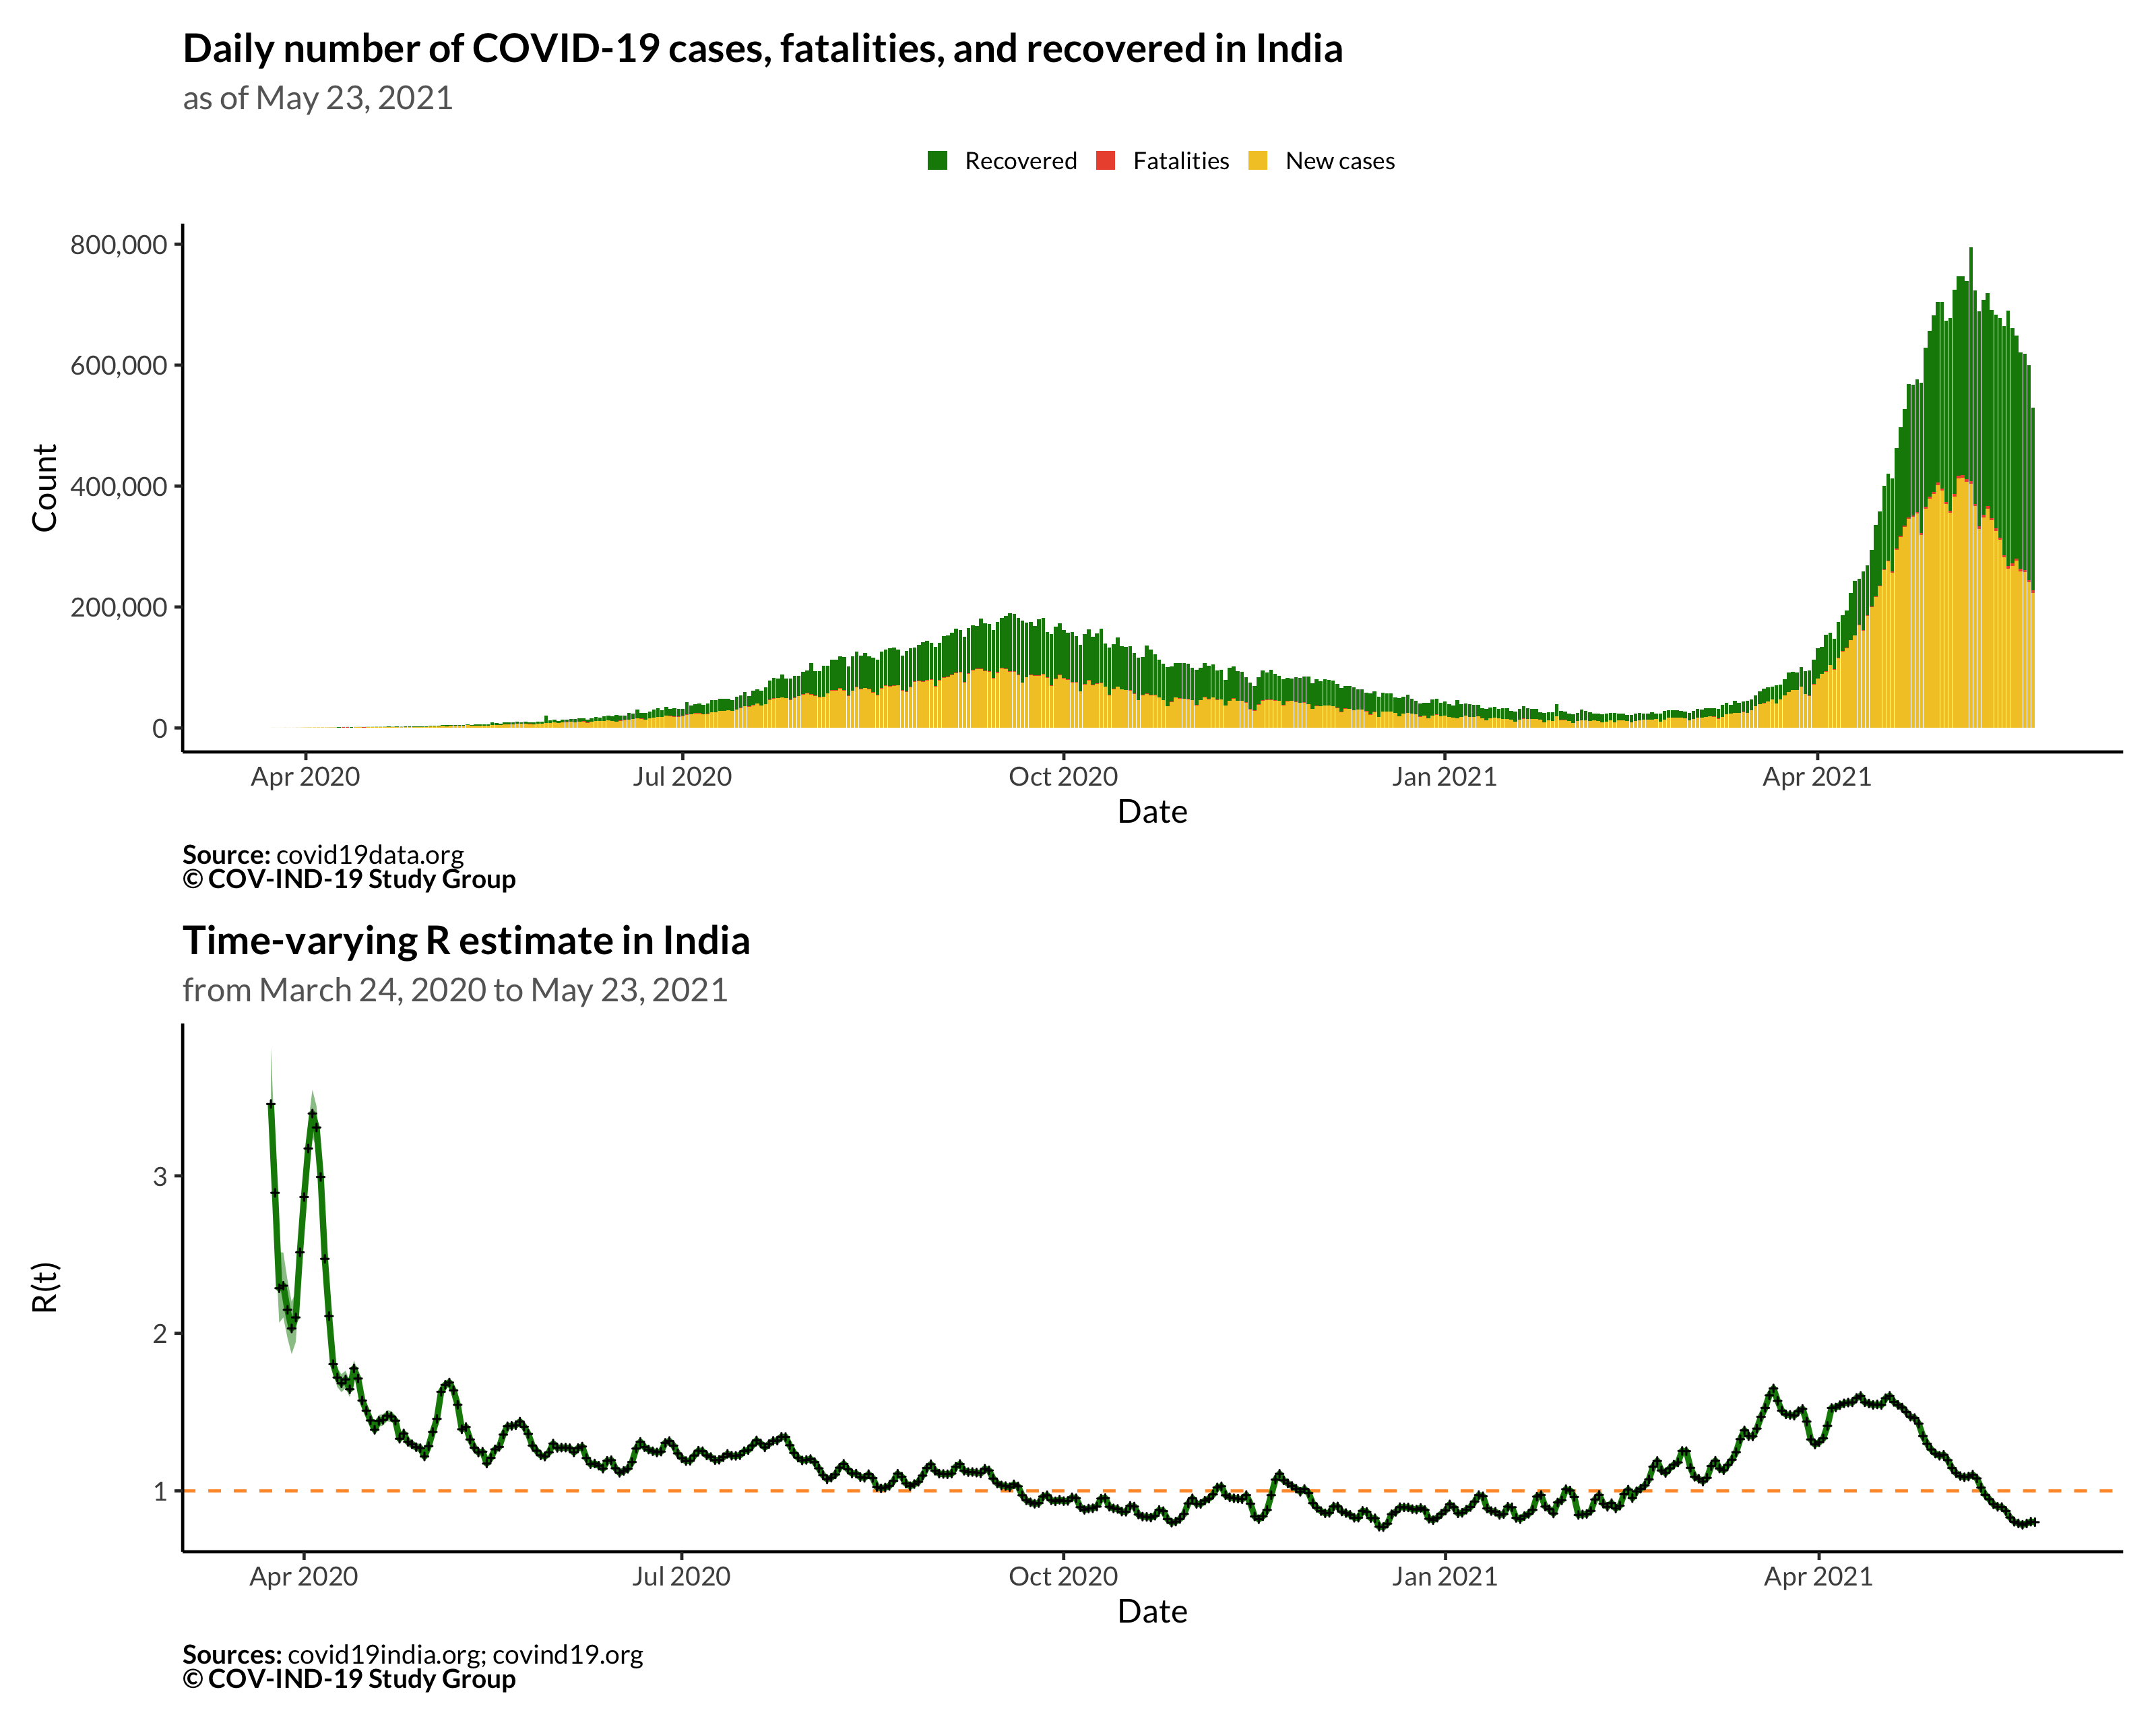 Daily number of COVID-19 cases, fatalities, and recovered in India
as of May 23, 2021
Recovered Fatalities New cases
800,000
600,000
400,000
200,000
0
Count
Apr 2020 Jul 2020 Oct 2020 Jan 2021 Apr 2021
Date
Source: covid19data.org
© COV-IND-19 Study Group
Time-varying R estimate in India
from March 24, 2020 to May 23, 2021
3
2
1
R(t)
Apr 2020 Jul 2020 Oct 2020 Jan 2021 Apr 2021
Date
Sources: covid19india.org; covind19.org
© COV-IND-19 Study Group